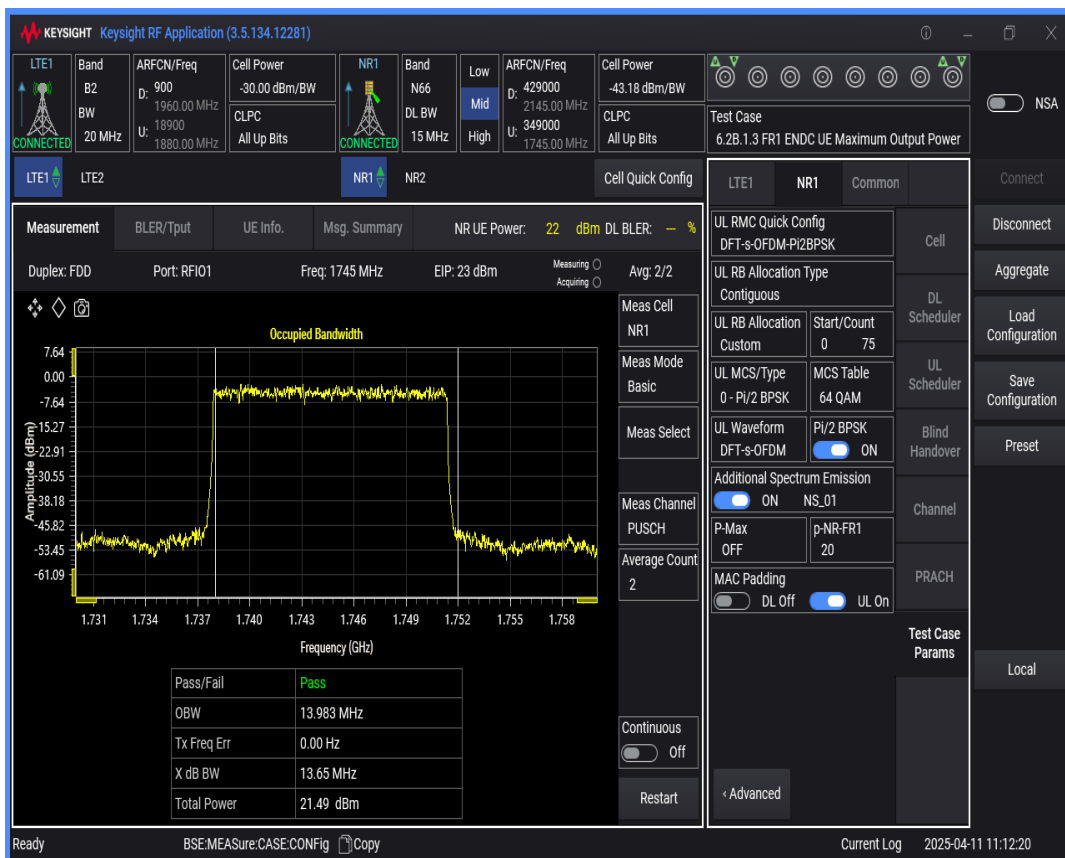 KEYSIGHT Keysight RF Application (3.5.134.12281)
LTE1
CONNECTED
Band
B2
BW
20 MHz
ARFCN/Freq
D: 900
1960.00 MHz
U: 18900
1880.00 MHz
Cell Power
-30.00 dBm/BW
CLPC
All Up Bits
NR1
CONNECTED
Band
N66
DL BW
15 MHz
Low
Mid
High
ARFCN/Freq
D: 429000
2145.00 MHz
U: 349000
1745.00 MHz
Cell Power
-43.18 dBm/BW
CLPC
All Up Bits
Test Case
6.2B.1.3 FR1 ENDC UE Maximum Output Power
NSA
LTE1 LTE2 NR1 NR2 Cell Quick Config
Measurement BLER/Tput UE Info. Msg. Summary NR UE Power: 22 dBm DL BLER: — %
Duplex: FDD Port: RFIO1 Freq: 1745 MHz EIP: 23 dBm Measuring Acquiring Avg: 2/2
Occupied Bandwidth
Amplitude (dBm)
7.64
0.00
-7.64
-15.27
-22.91
-30.55
-38.18
-45.82
-53.45
-61.09
1.731 1.734 1.737 1.740 1.743 1.746 1.749 1.752 1.755 1.758
Frequency (GHz)
Pass/Fail Pass
OBW 13.983 MHz
Tx Freq Err 0.00 Hz
X dB BW 13.65 MHz
Total Power 21.49 dBm
Meas Cell
NR1
Meas Mode
Basic
Meas Select
Meas Channel
PUSCH
Average Count
2
Continuous
Off
Restart
LTE1 NR1 Common
UL RMC Quick Config
DFT-s-OFDM-Pi2BPSK
UL RB Allocation Type
Contiguous
UL RB Allocation
Custom
Start/Count
0 75
UL MCS/Type
0 - Pi/2 BPSK
MCS Table
64 QAM
UL Waveform
DFT-s-OFDM
Pi/2 BPSK
ON
Additional Spectrum Emission
ON NS_01
P-Max
OFF
p-NR-FR1
20
MAC Padding
DL Off UL On
‹ Advanced
Cell
DL
Scheduler
UL
Scheduler
Blind
Handover
Channel
PRACH
Test Case
Params
Connect
Disconnect
Aggregate
Load
Configuration
Save
Configuration
Preset
Local
Ready BSE:MEASure:CASE:CONFig Copy Current Log 2025-04-11 11:12:20